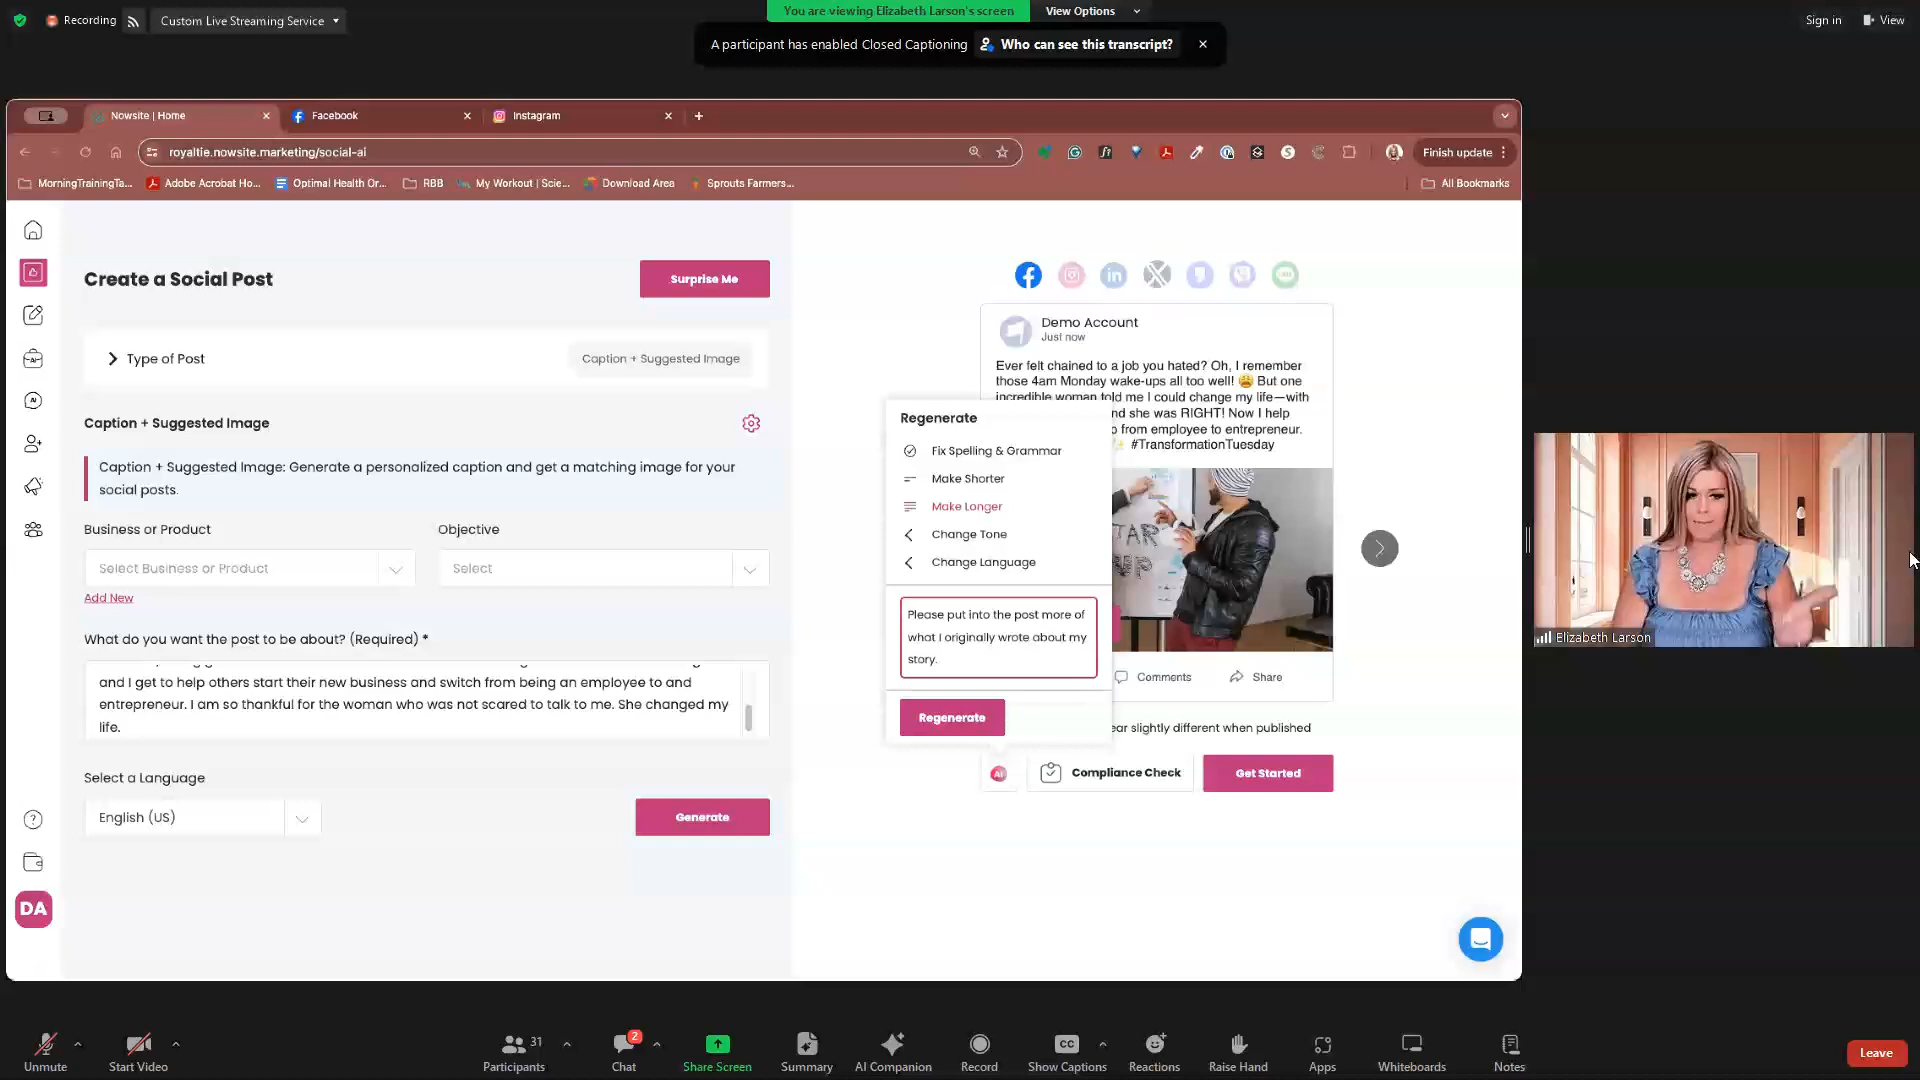 Recording
Custom Live Streaming Service
You are viewing Elizabeth Larson's screen
View Options
Sign in
View
A participant has enabled Closed Captioning
Who can see this transcript?
Nowsite | Home
Facebook
Instagram
royaltie.nowsite.marketing/social-ai
Finish update
MorningTrainingTa...
Adobe Acrobat Ho...
Optimal Health Or...
RBB
My Workout | Scie...
Download Area
Sprouts Farmers...
All Bookmarks
Create a Social Post
Surprise Me
Type of Post
Caption + Suggested Image
Caption + Suggested Image
Caption + Suggested Image: Generate a personalized caption and get a matching image for your
social posts.
Business or Product
Objective
Select Business or Product
Select
Add New
What do you want the post to be about? (Required) *
and I get to help others start their new business and switch from being an employee to and
entrepreneur. I am so thankful for the woman who was not scared to talk to me. She changed my
life.
Select a Language
English (US)
Generate
DA
Demo Account
Just now
Ever felt chained to a job you hated? Oh, I remember
those 4am Monday wake-ups all too well! 😩 But one
incredible woman told me I could change my life—with
nd she was RIGHT! Now I help
o from employee to entrepreneur.
#TransformationTuesday
Regenerate
Fix Spelling & Grammar
Make Shorter
Make Longer
Change Tone
Change Language
Please put into the post more of
what I originally wrote about my
story.
Regenerate
Comments
Share
ear slightly different when published
AI
Compliance Check
Get Started
Elizabeth Larson
Unmute
Start Video
31
Participants
2
Chat
Share Screen
Summary
AI Companion
Record
CC
Show Captions
Reactions
Raise Hand
Apps
Whiteboards
Notes
Leave